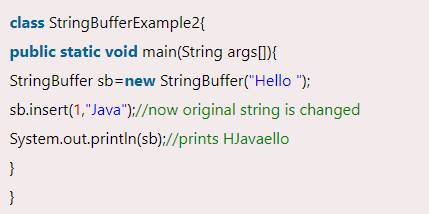 class StringBufferExample2{
public static void main(String args[]){
StringBuffer sb=new StringBuffer("Hello ");
sb.insert(1,"Java");//now original string is changed
System.out.println(sb);//prints HJavaello
}
}